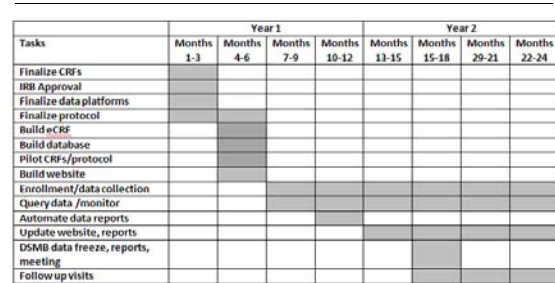 Year 1 Year 2
Tasks Months Months Months Months Months Months Months Months
1-3 4-6 7-9 10-12 13-15 15-18 29-21 22-24
Finalize CRFs
IRB Approval
Finalize data platforms
Finalize protocol
Build eCRF
Build database
Pilot CRFs/protocol
Build website
Enrollment/data collection
Query data /monitor
Automate data reports
Update website, reports
DSMB data freeze, reports,
meeting
Follow up visits